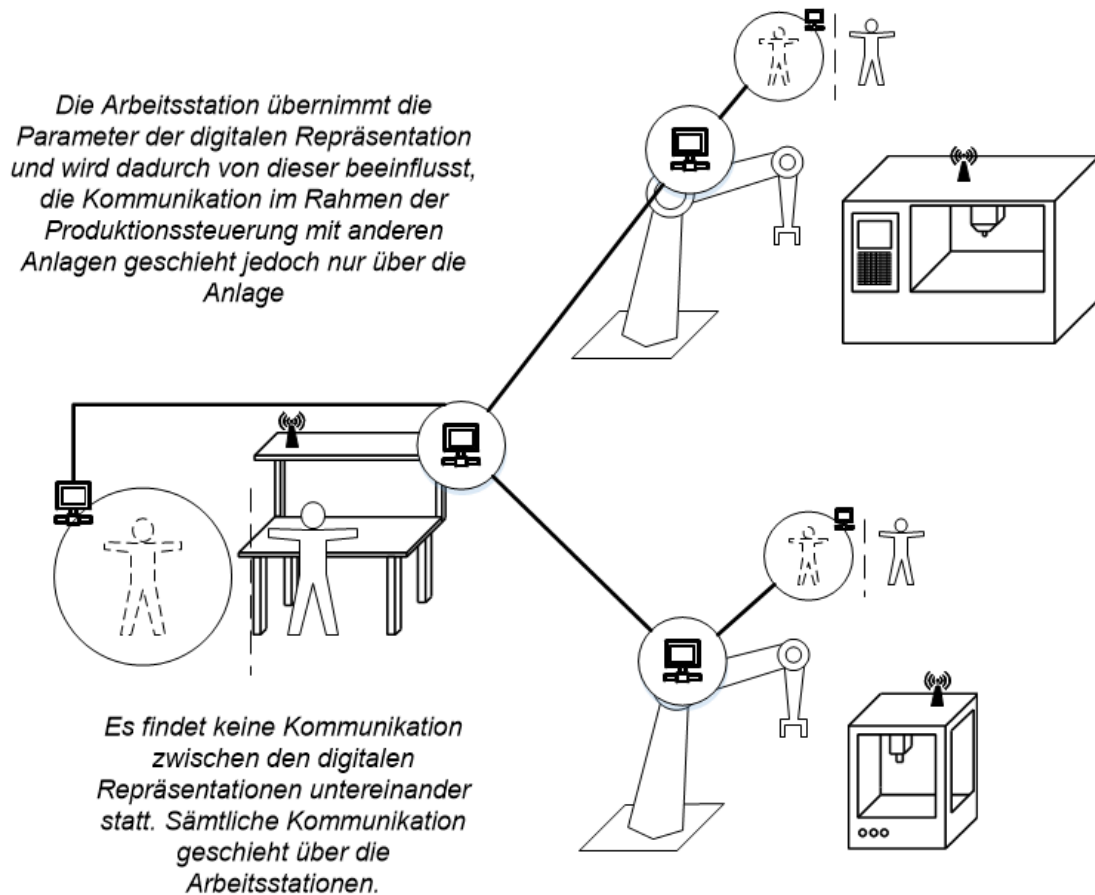 Die Arbeitsstation übernimmt die
Parameter der digitalen Repräsentation
und wird dadurch von dieser beeinflusst,
die Kommunikation im Rahmen der
Produktionssteuerung mit anderen
Anlagen geschieht jedoch nur über die
Anlage
Es findet keine Kommunikation
zwischen den digitalen
Repräsentationen untereinander
statt. Sämtliche Kommunikation
geschieht über die
Arbeitsstationen.